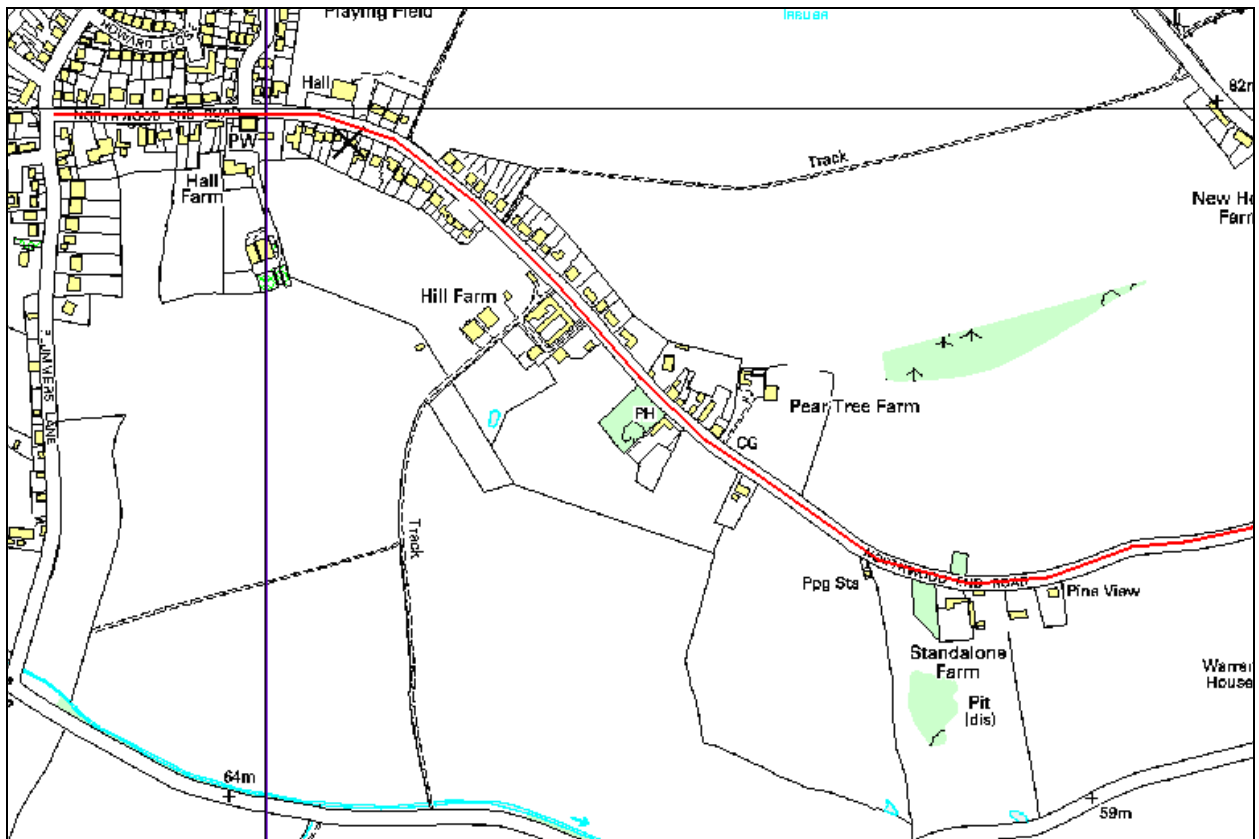 Playing Field
HOWARD CLOSE
Hall
82m
NORTHWOOD END ROAD
PW
Track
Hall
Farm
New Ho
Farm
Hill Farm
Pear Tree Farm
PH
CG
Track
NORTHWOOD END ROAD
Ppg Sta
Pine View
Standalone
Farm
Warren
House
Pit
(dis)
64m
59m